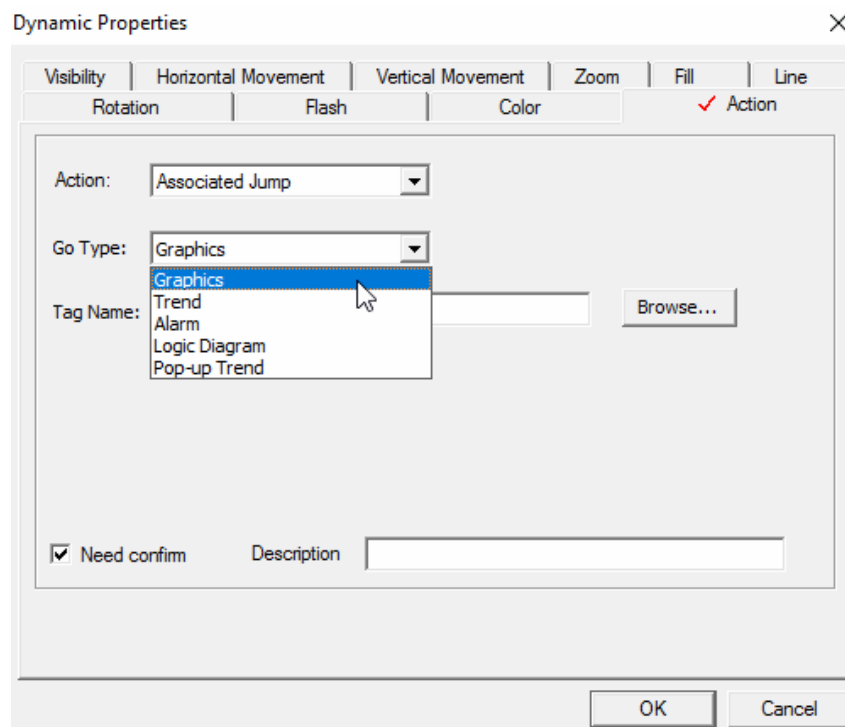 Dynamic Properties
Visibility Horizontal Movement Vertical Movement Zoom Fill Line
Rotation Flash Color Action
Action: Associated Jump
Go Type: Graphics
Graphics
Tag Name: Trend Browse...
Alarm
Logic Diagram
Pop-up Trend
Need confirm Description
OK Cancel